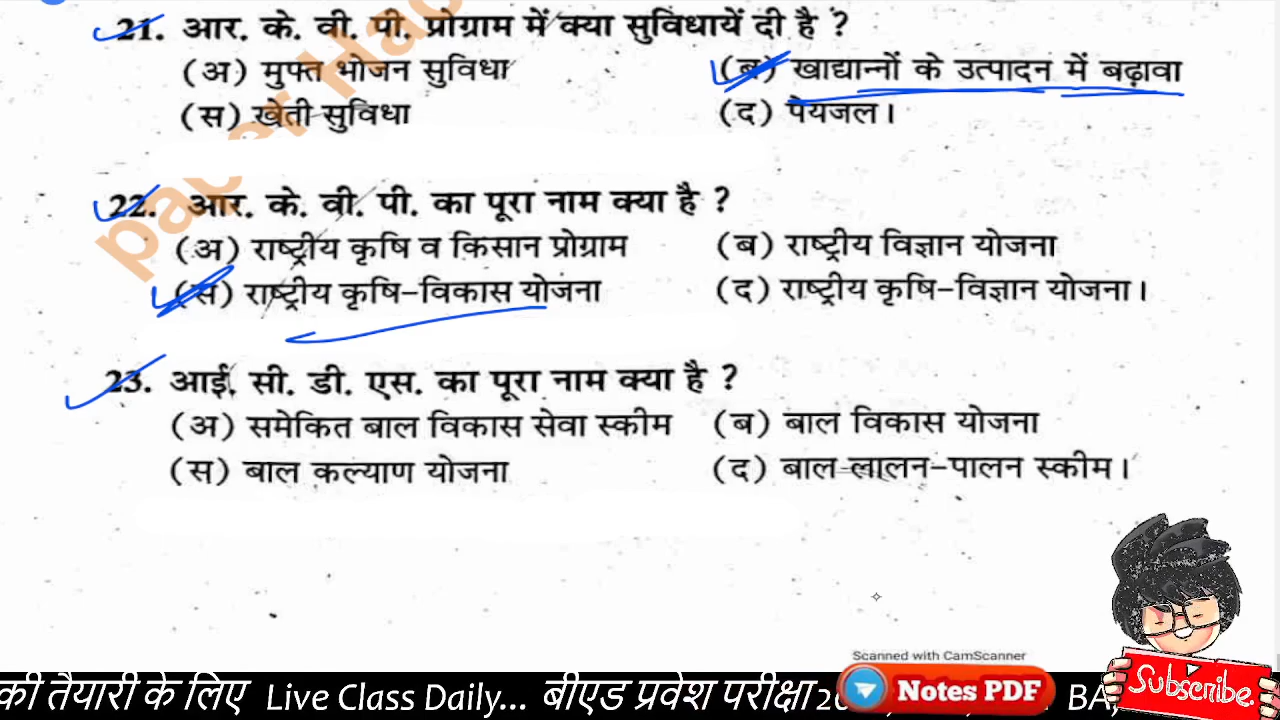 21. आर. के. वी. पी. प्रोग्राम में क्या सुविधायें दी है ?
(अ) मुफ्त भोजन सुविधा (ब) खाद्यान्नों के उत्पादन में बढ़ावा
(स) खेती सुविधा (द) पेयजल।
22. आर. के. वी. पी. का पूरा नाम क्या है ?
(अ) राष्ट्रीय कृषि व किसान प्रोग्राम (ब) राष्ट्रीय विज्ञान योजना
(स) राष्ट्रीय कृषि-विकास योजना (द) राष्ट्रीय कृषि-विज्ञान योजना।
23. आई. सी. डी. एस. का पूरा नाम क्या है ?
(अ) समेकित बाल विकास सेवा स्कीम (ब) बाल विकास योजना
(स) बाल कल्याण योजना (द) बाल लालन-पालन स्कीम।
Scanned with CamScanner
की तैयारी के लिए Live Class Daily... बीएड प्रवेश परीक्षा Notes PDF BA,
Subscribe.